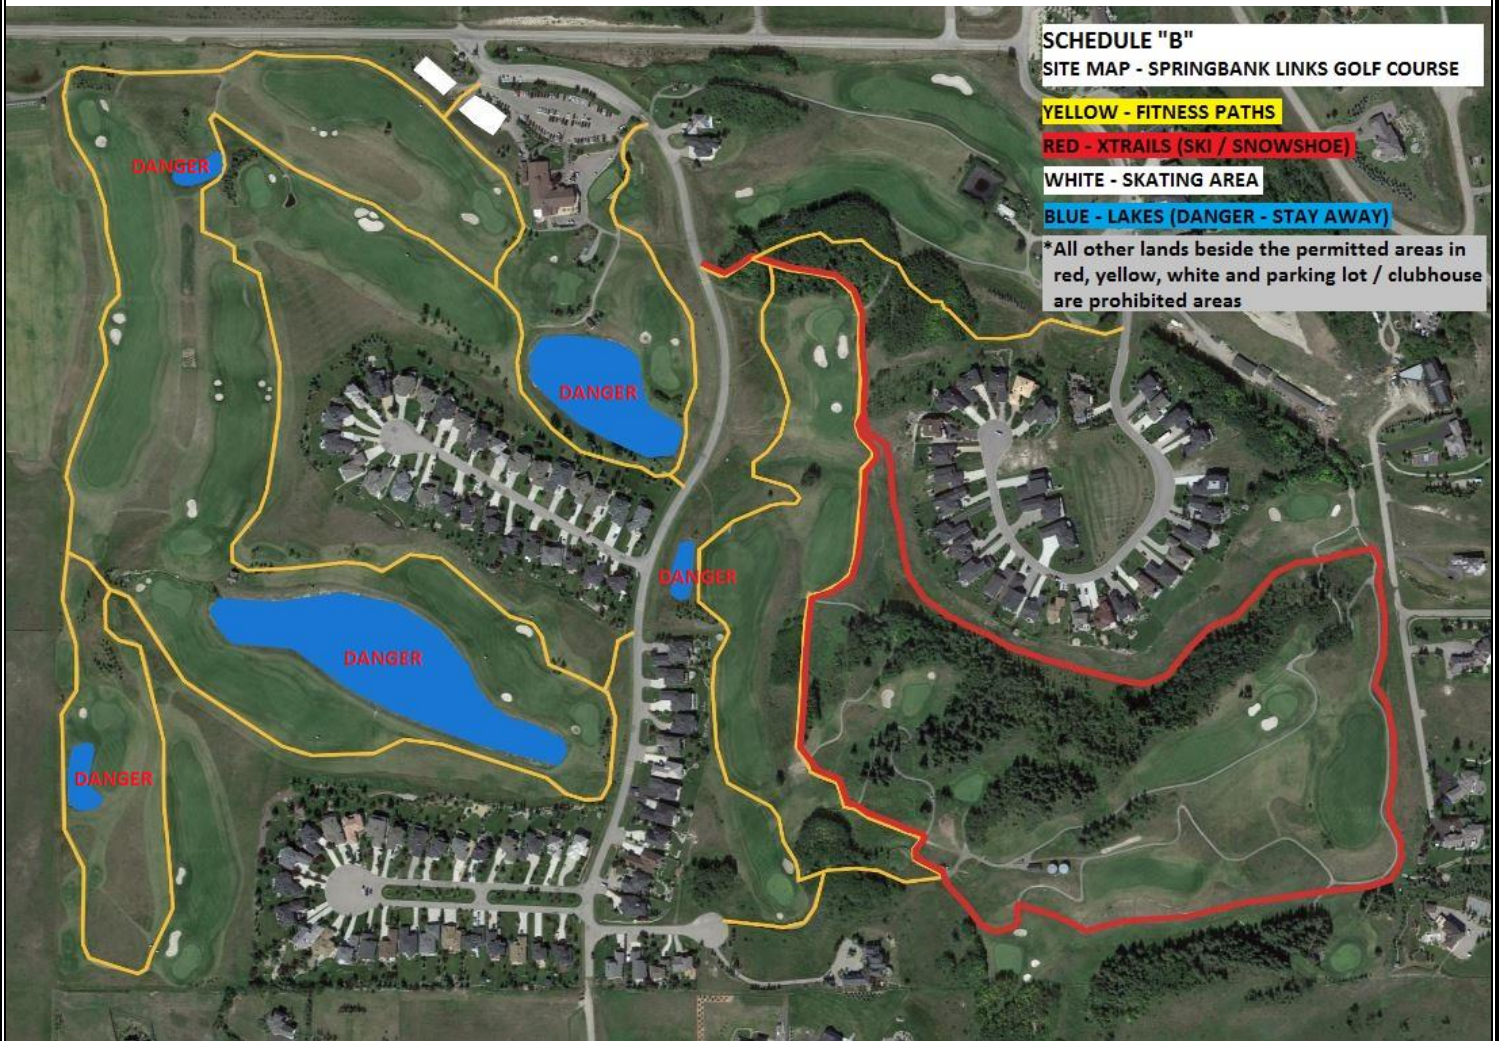 SCHEDULE "B"
SITE MAP - SPRINGBANK LINKS GOLF COURSE
YELLOW - FITNESS PATHS
RED - XTRAILS (SKI / SNOWSHOE)
WHITE - SKATING AREA
BLUE - LAKES (DANGER - STAY AWAY)
*All other lands beside the permitted areas in
red, yellow, white and parking lot / clubhouse
are prohibited areas
DANGER
DANGER
DANGER
DANGER
DANGER